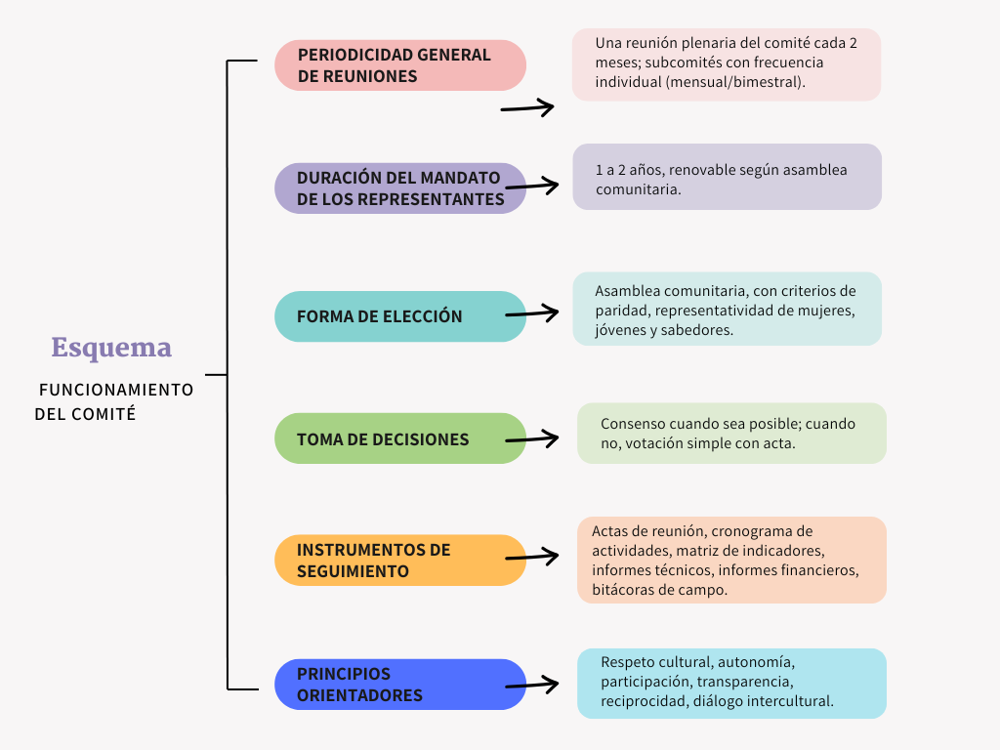 Esquema
FUNCIONAMIENTO
DEL COMITÉ
PERIODICIDAD GENERAL
DE REUNIONES
Una reunión plenaria del comité cada 2
meses; subcomités con frecuencia
individual (mensual/bimestral).
DURACIÓN DEL MANDATO
DE LOS REPRESENTANTES
1 a 2 años, renovable según asamblea
comunitaria.
FORMA DE ELECCIÓN
Asamblea comunitaria, con criterios de
paridad, representatividad de mujeres,
jóvenes y sabedores.
TOMA DE DECISIONES
Consenso cuando sea posible; cuando
no, votación simple con acta.
INSTRUMENTOS DE
SEGUIMIENTO
Actas de reunión, cronograma de
actividades, matriz de indicadores,
informes técnicos, informes financieros,
bitácoras de campo.
PRINCIPIOS
ORIENTADORES
Respeto cultural, autonomía,
participación, transparencia,
reciprocidad, diálogo intercultural.